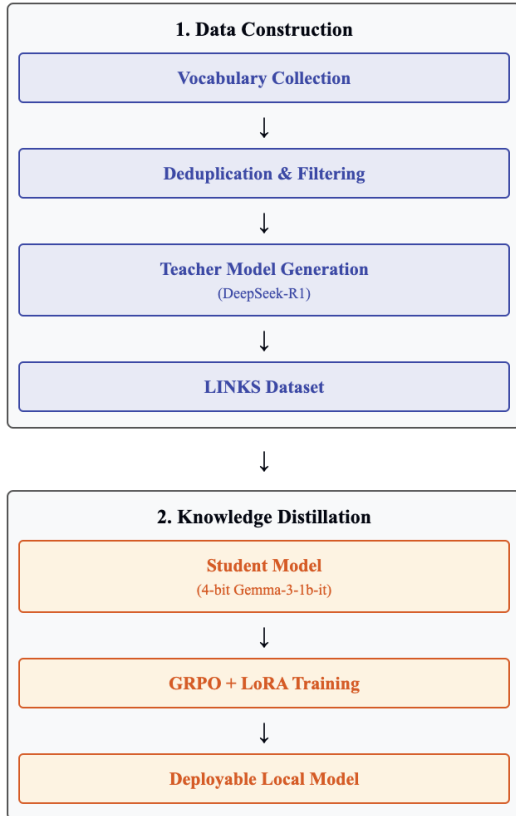 1. Data Construction
Vocabulary Collection
↓
Deduplication & Filtering
↓
Teacher Model Generation
(DeepSeek-R1)
↓
LINKS Dataset
↓
2. Knowledge Distillation
Student Model
(4-bit Gemma-3-1b-it)
↓
GRPO + LoRA Training
↓
Deployable Local Model